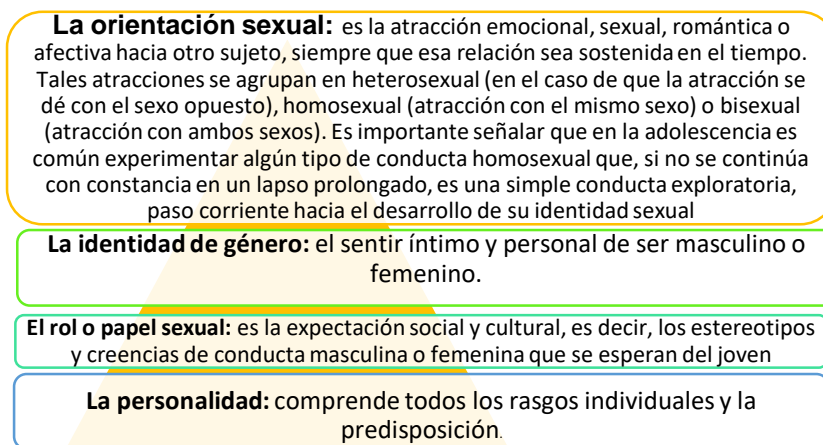 La orientación sexual: es la atracción emocional, sexual, romántica o
afectiva hacia otro sujeto, siempre que esa relación sea sostenida en el tiempo.
Tales atracciones se agrupan en heterosexual (en el caso de que la atracción se
dé con el sexo opuesto), homosexual (atracción con el mismo sexo) o bisexual
(atracción con ambos sexos). Es importante señalar que en la adolescencia es
común experimentar algún tipo de conducta homosexual que, si no se continúa
con constancia en un lapso prolongado, es una simple conducta exploratoria,
paso corriente hacia el desarrollo de su identidad sexual
La identidad de género: el sentir íntimo y personal de ser masculino o
femenino.
El rol o papel sexual: es la expectación social y cultural, es decir, los estereotipos
y creencias de conducta masculina o femenina que se esperan del joven
La personalidad: comprende todos los rasgos individuales y la
predisposición.